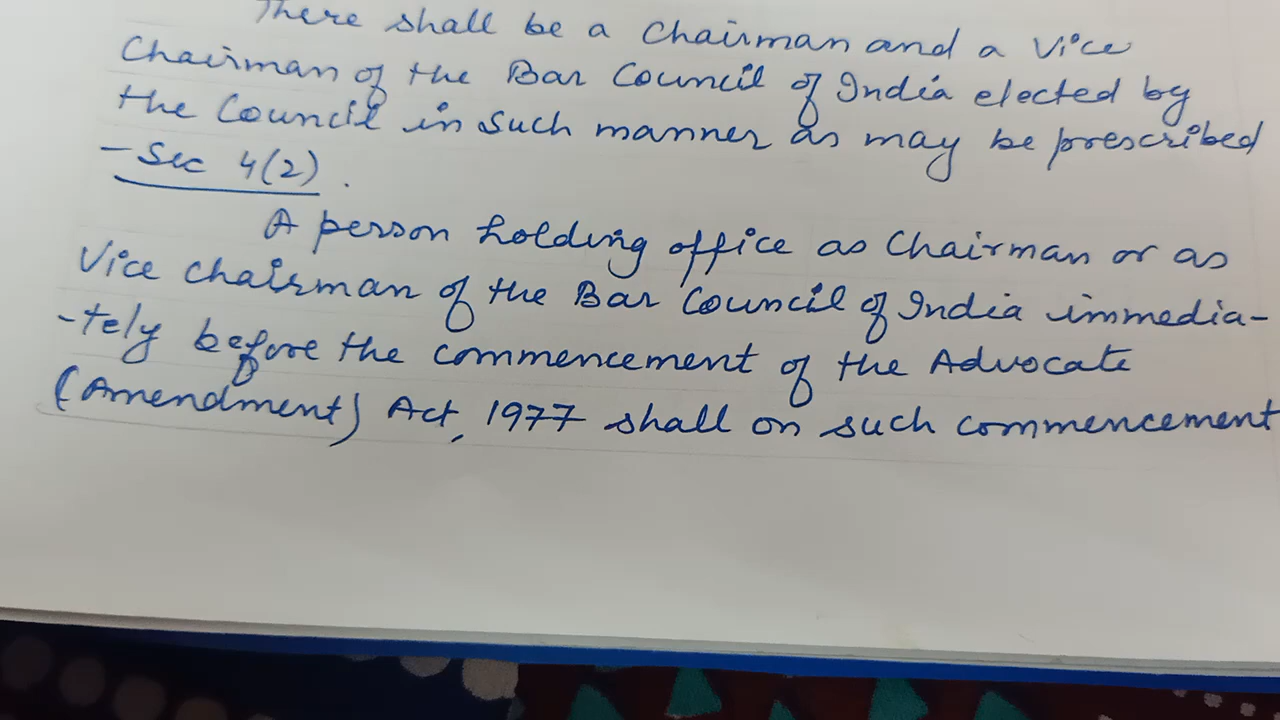 There shall be a Chairman and a Vice
Chairman of the Bar Council of India elected by
the Council in such manner as may be prescribed
- Sec 4(2).
A person holding office as Chairman or as
Vice chairman of the Bar Council of India immedia-
-tely before the commencement of the Advocate
(Amendment) Act, 1977 shall on such commencement